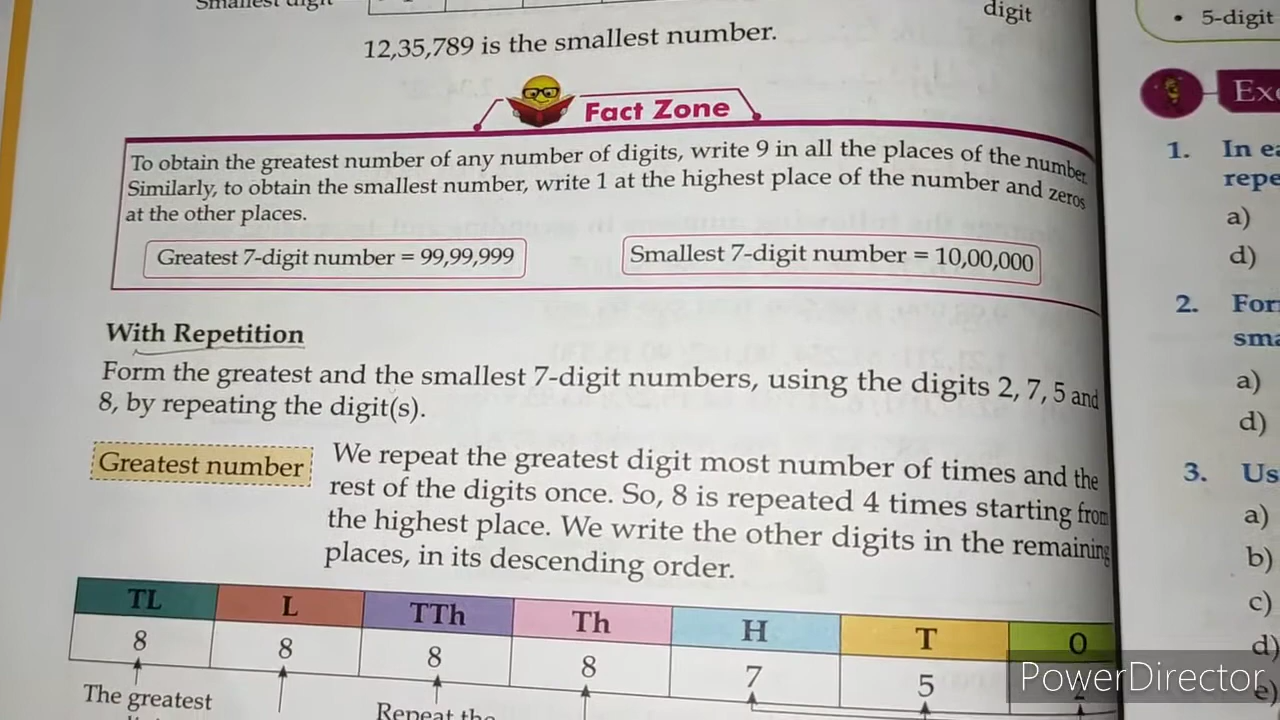 Smallest digit
digit
12,35,789 is the smallest number.
Fact Zone
To obtain the greatest number of any number of digits, write 9 in all the places of the number.
Similarly, to obtain the smallest number, write 1 at the highest place of the number and zeros
at the other places.
Greatest 7-digit number = 99,99,999
Smallest 7-digit number = 10,00,000
With Repetition
Form the greatest and the smallest 7-digit numbers, using the digits 2, 7, 5 and
8, by repeating the digit(s).
Greatest number
We repeat the greatest digit most number of times and the
rest of the digits once. So, 8 is repeated 4 times starting from
the highest place. We write the other digits in the remaining
places, in its descending order.
TL L TTh Th H T O
8 8 8 8 7 5 2
The greatest
Repeat the
• 5-digit
1. In
a)
d)
2.
a)
d)
3. Us
a)
b)
c)
d)
e)
PowerDirector